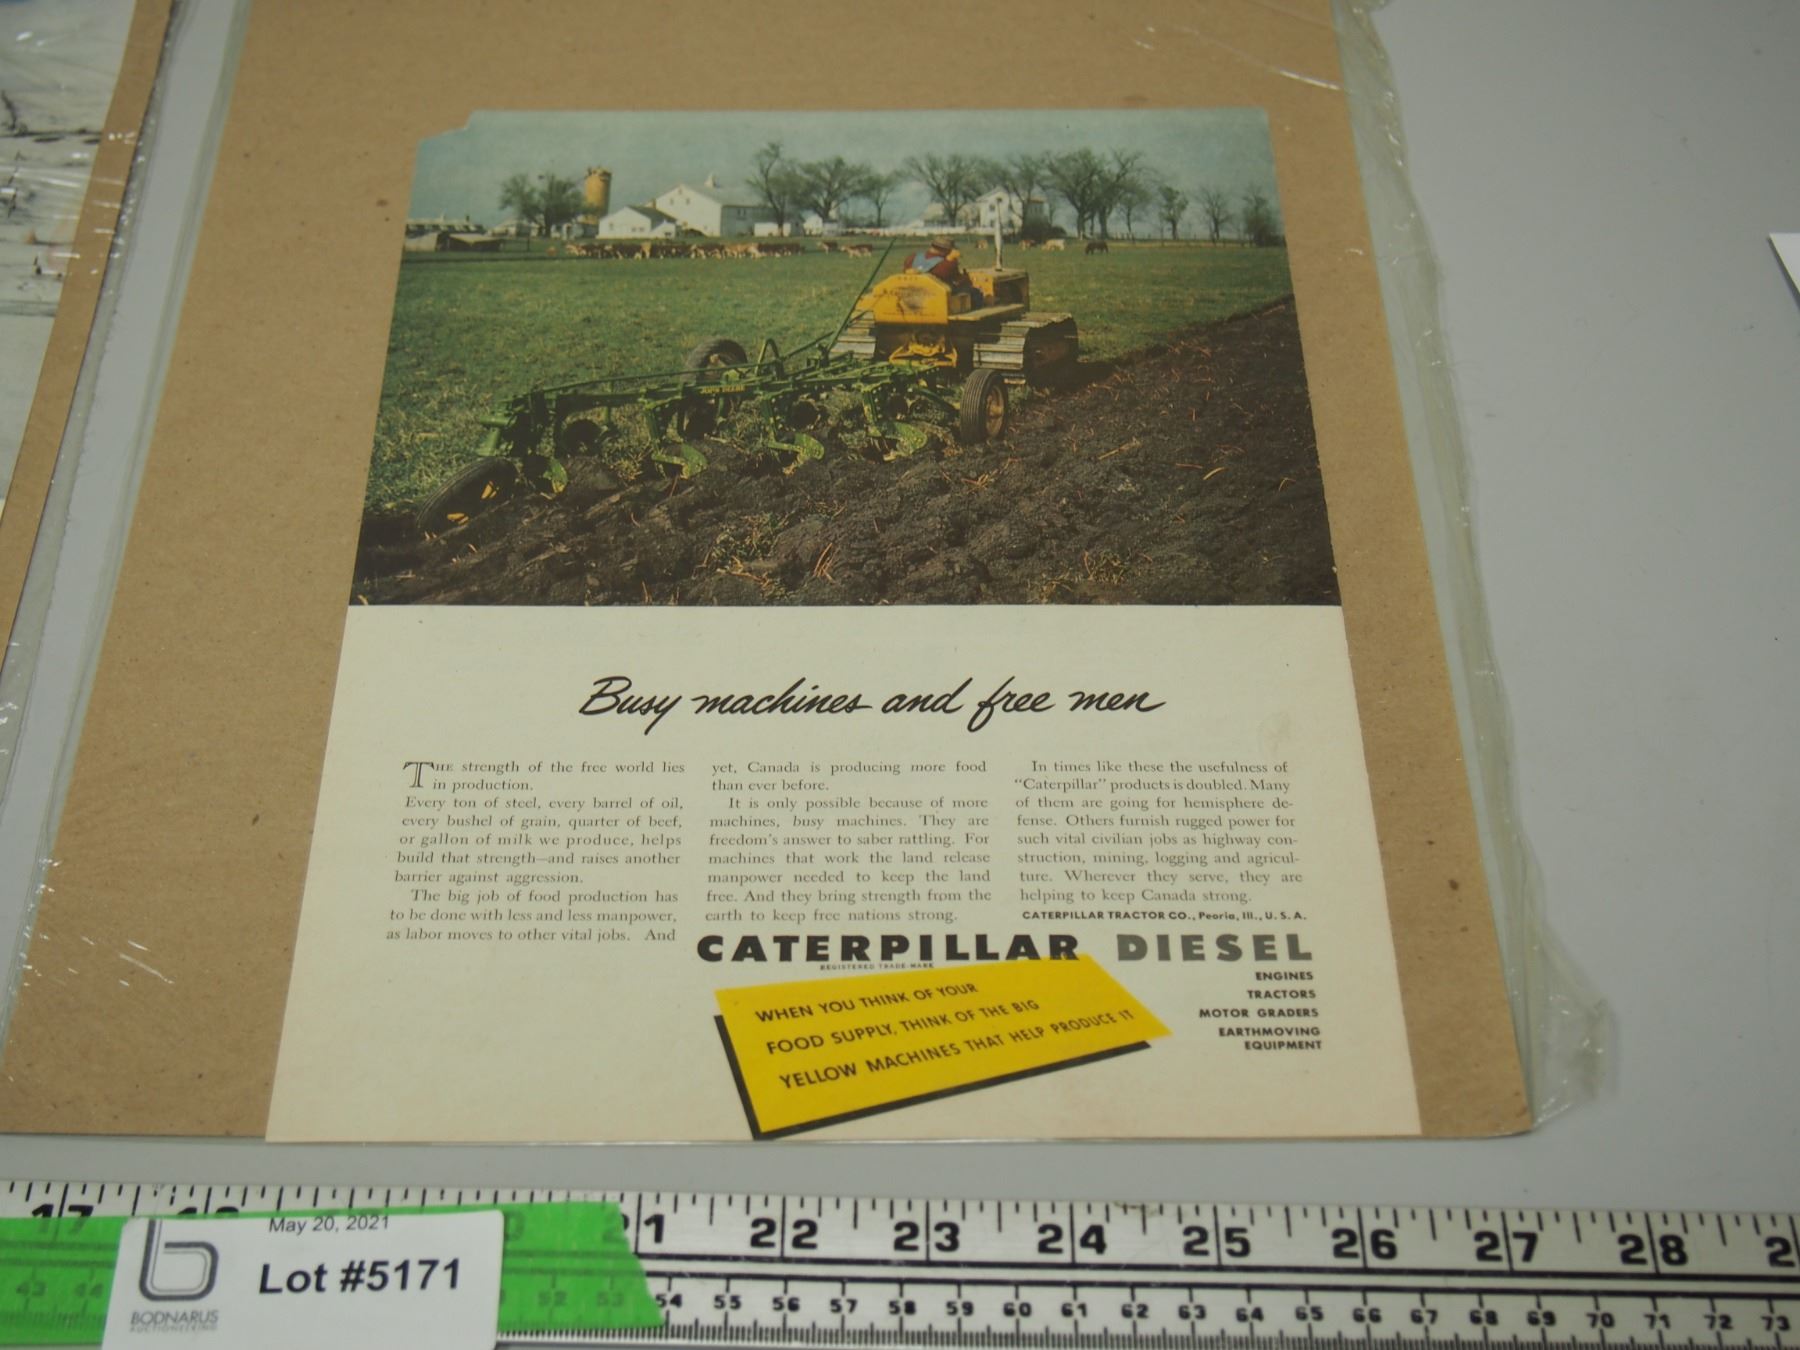 JOHN DEERE
Busy machines and free men
THE strength of the free world lies
in production.
Every ton of steel, every barrel of oil,
every bushel of grain, quarter of beef,
or gallon of milk we produce, helps
build that strength—and raises another
barrier against aggression.
The big job of food production has
to be done with less and less manpower,
as labor moves to other vital jobs. And
yet, Canada is producing more food
than ever before.
It is only possible because of more
machines, busy machines. They are
freedom's answer to saber rattling. For
machines that work the land release
manpower needed to keep the land
free. And they bring strength from the
earth to keep free nations strong.
In times like these the usefulness of
"Caterpillar" products is doubled. Many
of them are going for hemisphere de-
fense. Others furnish rugged power for
such vital civilian jobs as highway con-
struction, mining, logging and agricul-
ture. Wherever they serve, they are
helping to keep Canada strong.
CATERPILLAR TRACTOR CO., Peoria, Ill., U. S. A.
CATERPILLAR DIESEL
REGISTERED TRADE-MARK
ENGINES
TRACTORS
MOTOR GRADERS
EARTHMOVING
EQUIPMENT
WHEN YOU THINK OF YOUR
FOOD SUPPLY, THINK OF THE BIG
YELLOW MACHINES THAT HELP PRODUCE IT
17 21 22 23 24 25 26 27 28
May 20, 2021
Lot #5171
BODNARUS
AUCTIONEERING
43 44 52 53 54 55 56 57 58 59 60 61 62 63 64 65 66 67 68 69 70 71 72 73